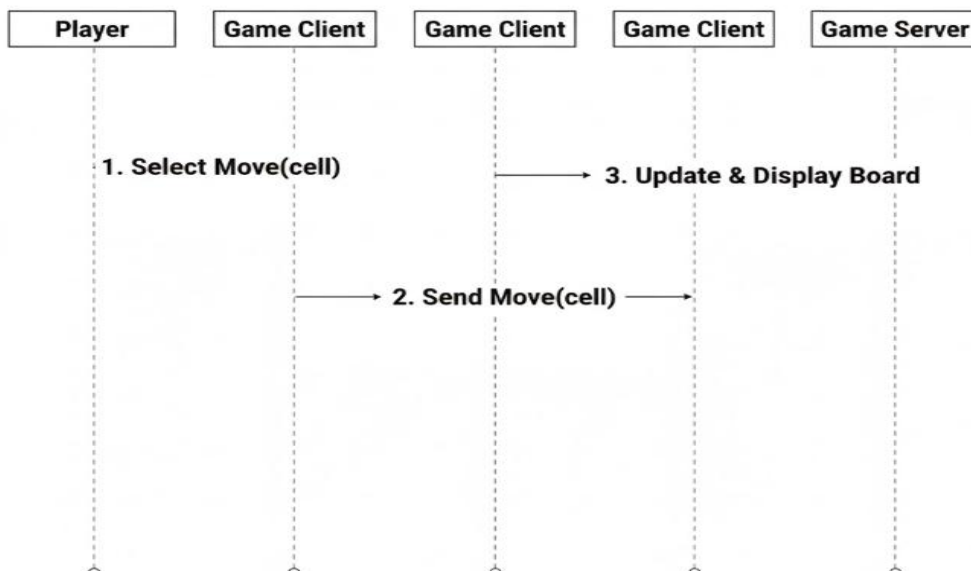 Player
Game Client
Game Client
Game Client
Game Server
1. Select Move(cell)
3. Update & Display Board
2. Send Move(cell)